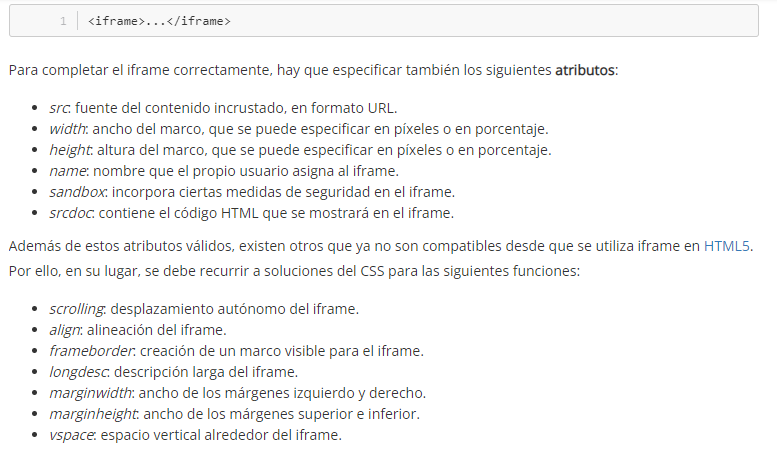 1 <iframe>...</iframe>
Para completar el iframe correctamente, hay que especificar también los siguientes atributos:
• src: fuente del contenido incrustado, en formato URL.
• width: ancho del marco, que se puede especificar en píxeles o en porcentaje.
• height: altura del marco, que se puede especificar en píxeles o en porcentaje.
• name: nombre que el propio usuario asigna al iframe.
• sandbox: incorpora ciertas medidas de seguridad en el iframe.
• srcdoc: contiene el código HTML que se mostrará en el iframe.
Además de estos atributos válidos, existen otros que ya no son compatibles desde que se utiliza iframe en HTML5.
Por ello, en su lugar, se debe recurrir a soluciones del CSS para las siguientes funciones:
• scrolling: desplazamiento autónomo del iframe.
• align: alineación del iframe.
• frameborder: creación de un marco visible para el iframe.
• longdesc: descripción larga del iframe.
• marginwidth: ancho de los márgenes izquierdo y derecho.
• marginheight: ancho de los márgenes superior e inferior.
• vspace: espacio vertical alrededor del iframe.